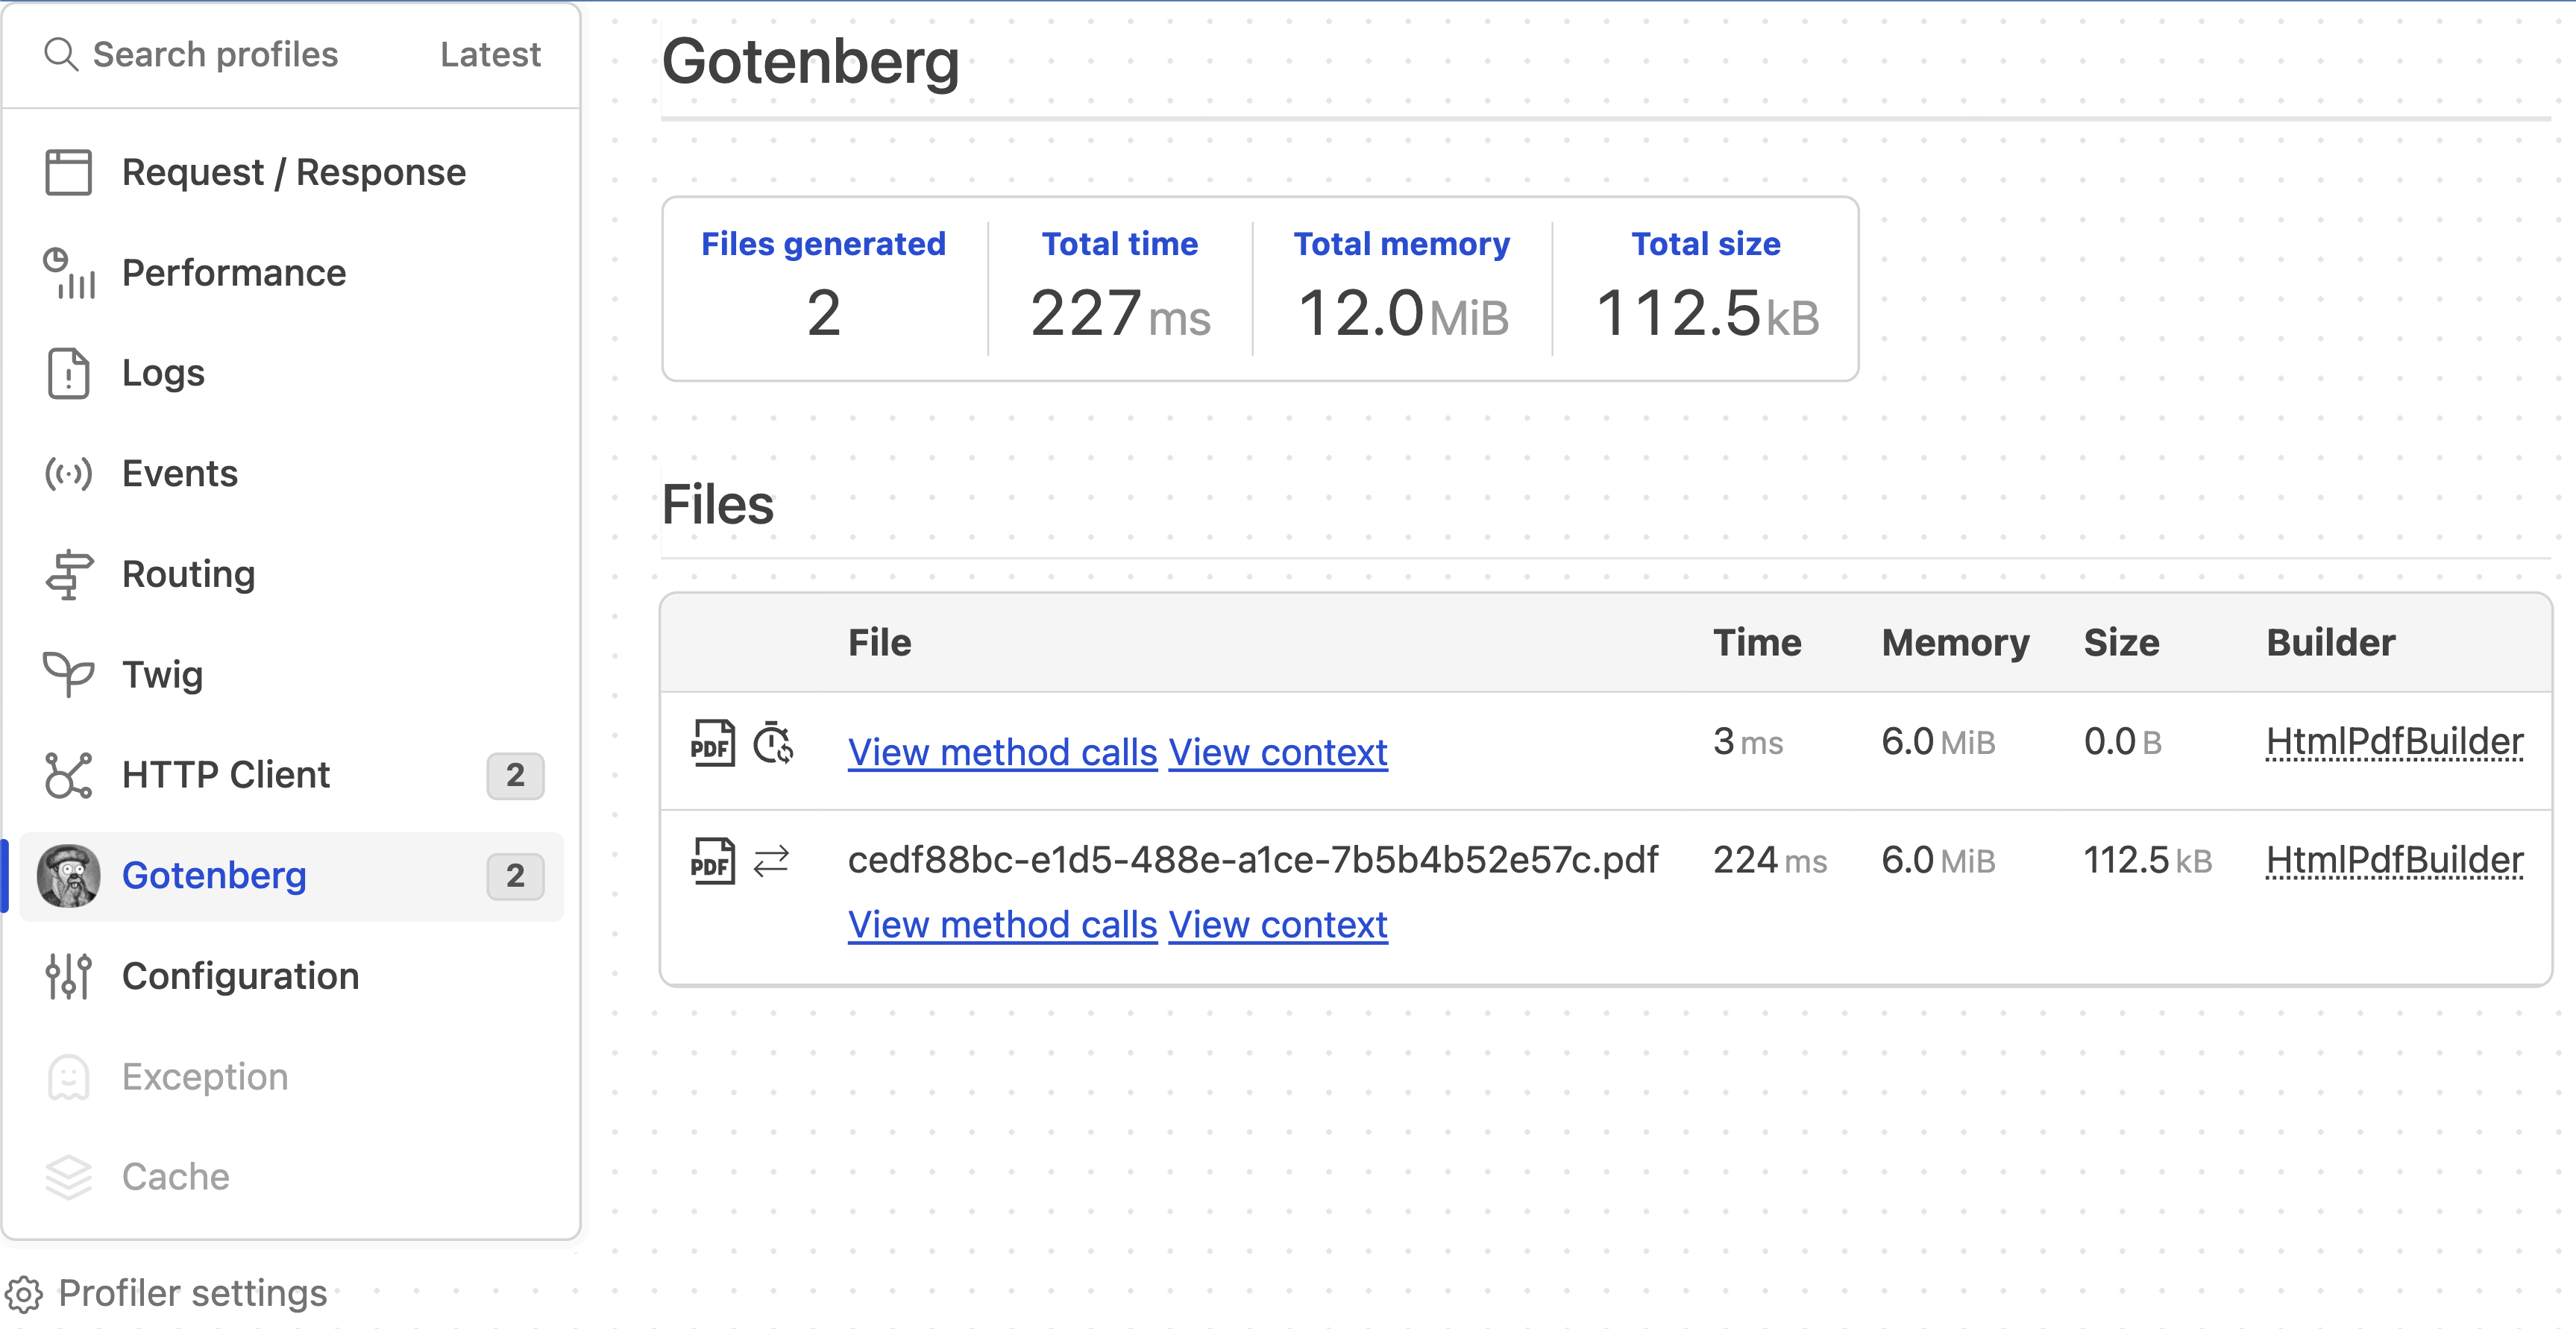 Search profiles Latest
Request / Response
Performance
Logs
Events
Routing
Twig
HTTP Client 2
Gotenberg 2
Configuration
Exception
Cache
Profiler settings
Gotenberg
Files generated Total time Total memory Total size
2 227 ms 12.0 MiB 112.5 kB
Files
File Time Memory Size Builder
PDF View method calls View context 3 ms 6.0 MiB 0.0 B HtmlPdfBuilder
PDF cedf88bc-e1d5-488e-a1ce-7b5b4b52e57c.pdf 224 ms 6.0 MiB 112.5 kB HtmlPdfBuilder
View method calls View context